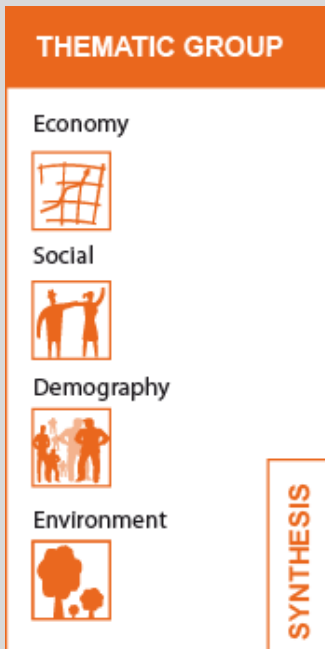 THEMATIC GROUP
Economy
Social
Demography
Environment
SYNTHESIS